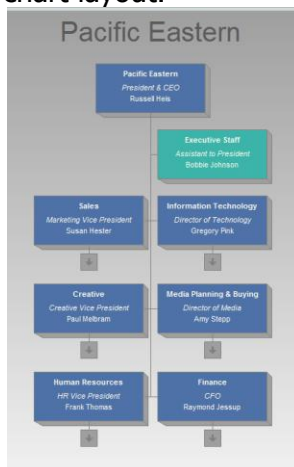 chart layout.
Pacific Eastern
Pacific Eastern
President & CEO
Russell Heis
Executive Staff
Assistant to President
Bobbie Johnson
Sales
Marketing Vice President
Susan Hester
Information Technology
Director of Technology
Gregory Pink
Creative
Creative Vice President
Paul Melbram
Media Planning & Buying
Director of Media
Amy Stepp
Human Resources
HR Vice President
Frank Thomas
Finance
CFO
Raymond Jessup